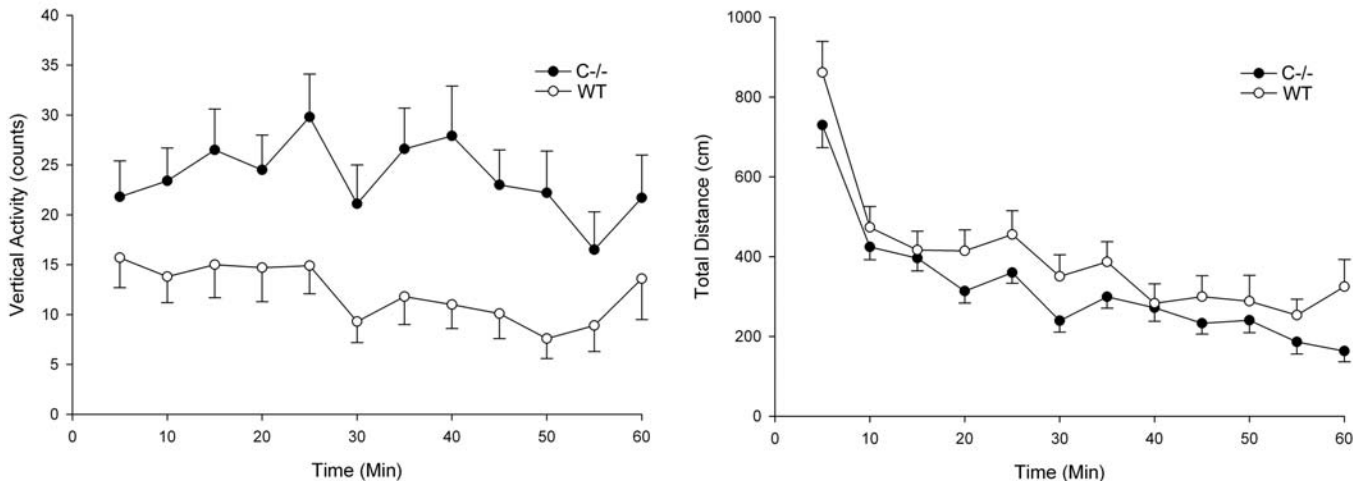 Vertical Activity (counts)
40
35
30
25
20
15
10
5
0
0 10 20 30 40 50 60
Time (Min)
C-/-
WT
Total Distance (cm)
1000
800
600
400
200
0
0 10 20 30 40 50 60
Time (Min)
C-/-
WT